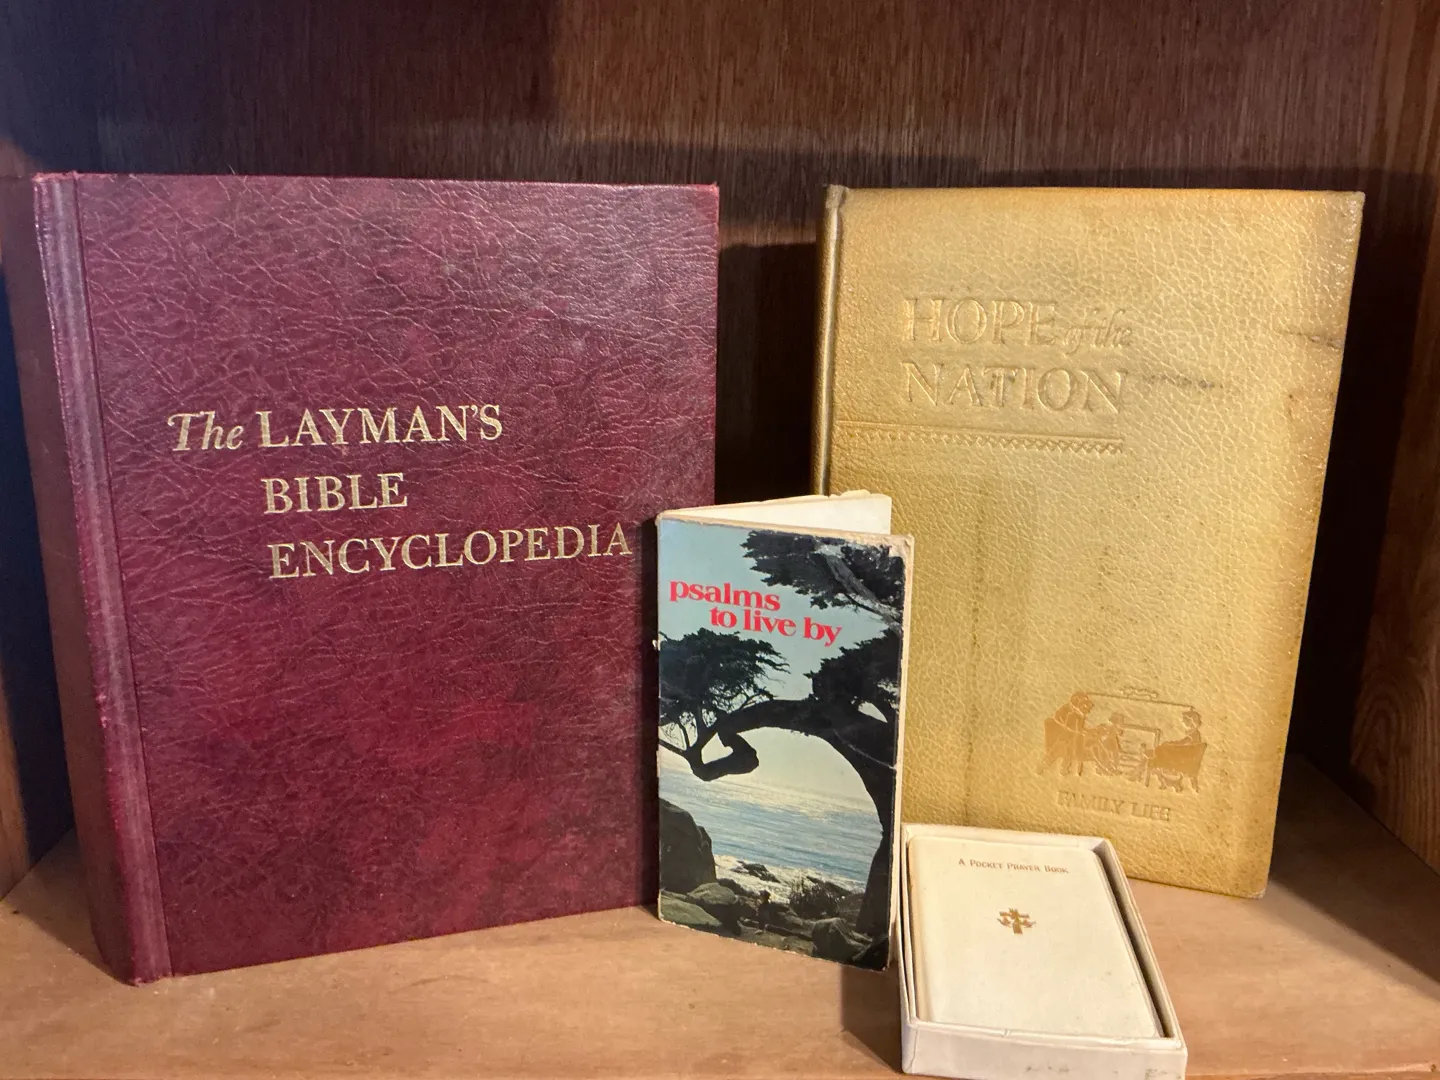 The LAYMAN'S
BIBLE
ENCYCLOPEDIA
psalms
to live by
HOPE of the
NATION
FAMILY LIFE
A POCKET PRAYER BOOK